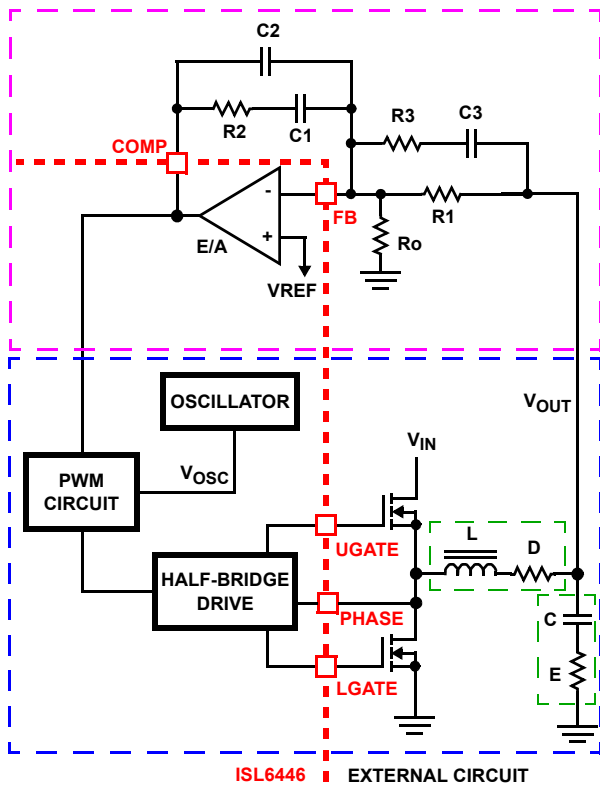 C2
R2
C1
R3
C3
COMP
-
FB
R1
+
E/A
Ro
VREF
OSCILLATOR
VOUT
VIN
PWM
CIRCUIT
VOSC
UGATE
L
D
HALF-BRIDGE
DRIVE
PHASE
C
E
LGATE
ISL6446
EXTERNAL CIRCUIT